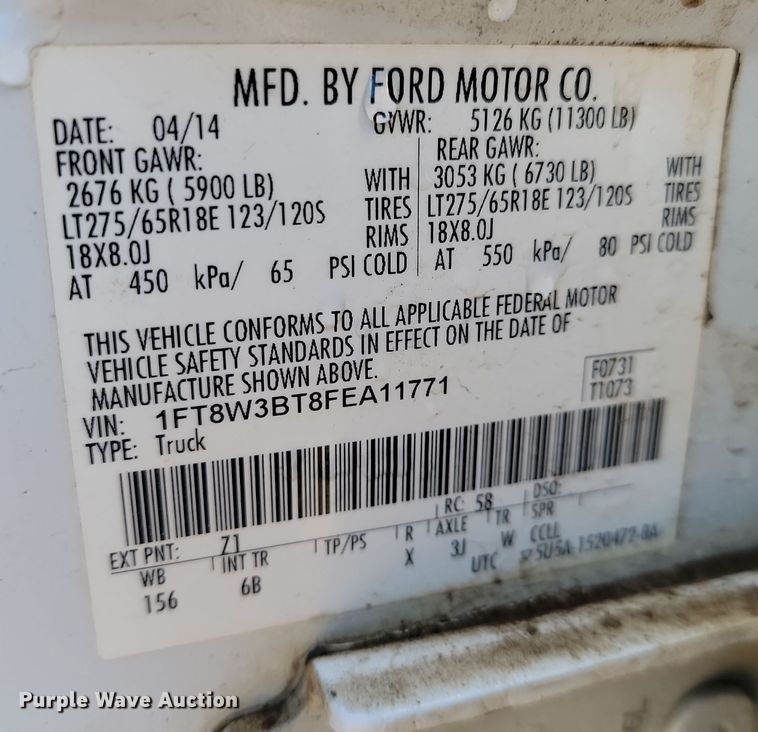 MFD. BY FORD MOTOR CO.
DATE: 04/14 GVWR: 5126 KG (11300 LB)
FRONT GAWR: REAR GAWR:
2676 KG ( 5900 LB) WITH 3053 KG ( 6730 LB) WITH
LT275/65R18E 123/120S TIRES LT275/65R18E 123/120S TIRES
18X8.0J RIMS 18X8.0J RIMS
AT 450 kPa/ 65 PSI COLD AT 550 kPa/ 80 PSI COLD
THIS VEHICLE CONFORMS TO ALL APPLICABLE FEDERAL MOTOR
VEHICLE SAFETY STANDARDS IN EFFECT ON THE DATE OF
MANUFACTURE SHOWN ABOVE.
VIN: 1FT8W3BT8FEA11771 F0731
TYPE: Truck T1073
RC: 58 DSO:
EXT PNT: Z1
WB INT TR TP/PS R AXLE TR SPR
156 6B X 3J W CCLL
UTC
Purple Wave Auction